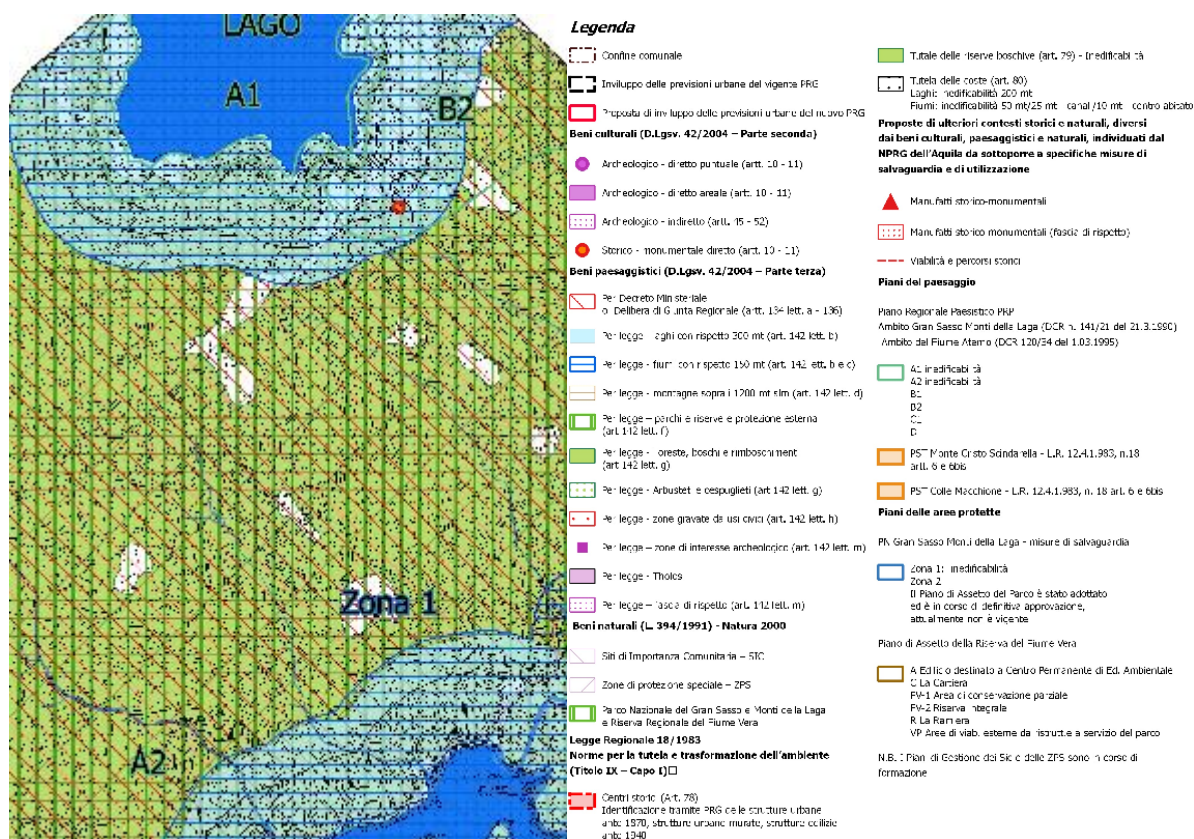 LAGO
A1
B2
Zona 1
A2
Legenda
Confine comunale
Inviluppo delle previsioni urbane del vigente PRG
Proposta di inviluppo delle previsioni urbane del nuovo PRG
Beni culturali (D.Lgsv. 42/2004 – Parte seconda)
Archeologico - diretto puntuale (artt. 10 - 11)
Archeologico - diretto areale (artt. 10 - 11)
Archeologico - indiretto (artt. 45 - 52)
Storico - monumentale diretto (artt. 10 - 11)
Beni paesaggistici (D.Lgsv. 42/2004 – Parte terza)
Per Decreto Ministeriale
o Delibera di Giunta Regionale (artt. 134 lett. a - 136)
Per legge - laghi con rispetto 300 mt (art. 142 lett. b)
Per legge - fiumi con rispetto 150 mt (art. 142 lett. b e c)
Per legge - montagne sopra i 1200 mt slm (art. 142 lett. d)
Per legge – parchi e riserve e protezione esterna
(art 142 lett. f)
Per legge - foreste, boschi e rimboschimenti
(art 142 lett. g)
Per legge - Arbusteti e cespuglieti (art 142 lett. g)
Per legge - zone gravate da usi civici (art. 142 lett. h)
Per legge – zone di interesse archeologico (art. 142 lett. m)
Per legge - Tholos
Per legge – fascia di rispetto (art. 142 lett. m)
Beni naturali (L. 394/1991) - Natura 2000
Siti di Importanza Comunitaria – SIC
Zone di protezione speciale – ZPS
Parco Nazionale del Gran Sasso e Monti della Laga
e Riserva Regionale del Fiume Vera
Legge Regionale 18/1983
Norme per la tutela e trasformazione dell'ambiente
(Titolo IX – Capo I)□
Centri storici (Art. 78)
Identificazione tramite PRG delle strutture urbane
ante 1870, strutture urbane murate, strutture edilizie
ante 1940
Tutale delle riserve boschive (art. 79) - Inedificabilità
Tutela delle coste (art. 80)
Laghi: inedificabilità 200 mt
Fiumi: inedificabilità 50 mt/25 mt - canali/10 mt - centro abitato
Proposte di ulteriori contesti storici e naturali, diversi
dai beni culturali, paesaggistici e naturali, individuati dal
NPRG dell'Aquila da sottoporre a specifiche misure di
salvaguardia e di utilizzazione
Manufatti storico-monumentali
Manufatti storico monumentali (fascia di rispetto)
Viabilità e percorsi storici
Piani del paesaggio
Piano Regionale Paesistico PRP
Ambito Gran Sasso Monti della Laga (DCR n. 141/21 del 21.3.1990)
Ambito del Fiume Aterno (DCR 120/34 del 1.03.1995)
A1 inedificabilità
A2 inedificabilità
B1
B2
C1
D
PST Monte Cristo Scindarella - L.R. 12.4.1.983, n.18
artt. 6 e 6bis
PST Colle Macchione - L.R. 12.4.1.983, n. 18 art. 6 e 6bis
Piani delle aree protette
PN Gran Sasso Monti della Laga - misure di salvaguardia
Zona 1: inedificabilità
Zona 2
Il Piano di Assetto del Parco è stato adottato
ed è in corso di definitiva approvazione,
attualmente non è vigente
Piano di Assetto della Riserva del Fiume Vera
A Edificio destinato a Centro Permanente di Ed. Ambientale
C La Cartiera
FV-1 Area di conservazione parziale
FV-2 Riserva integrale
R La Ramiera
VP Aree di viab. esterne da ristrutt. e a servizio del parco
N.B. I Piani di Gestione dei Sic e delle ZPS sono in corso di
formazione